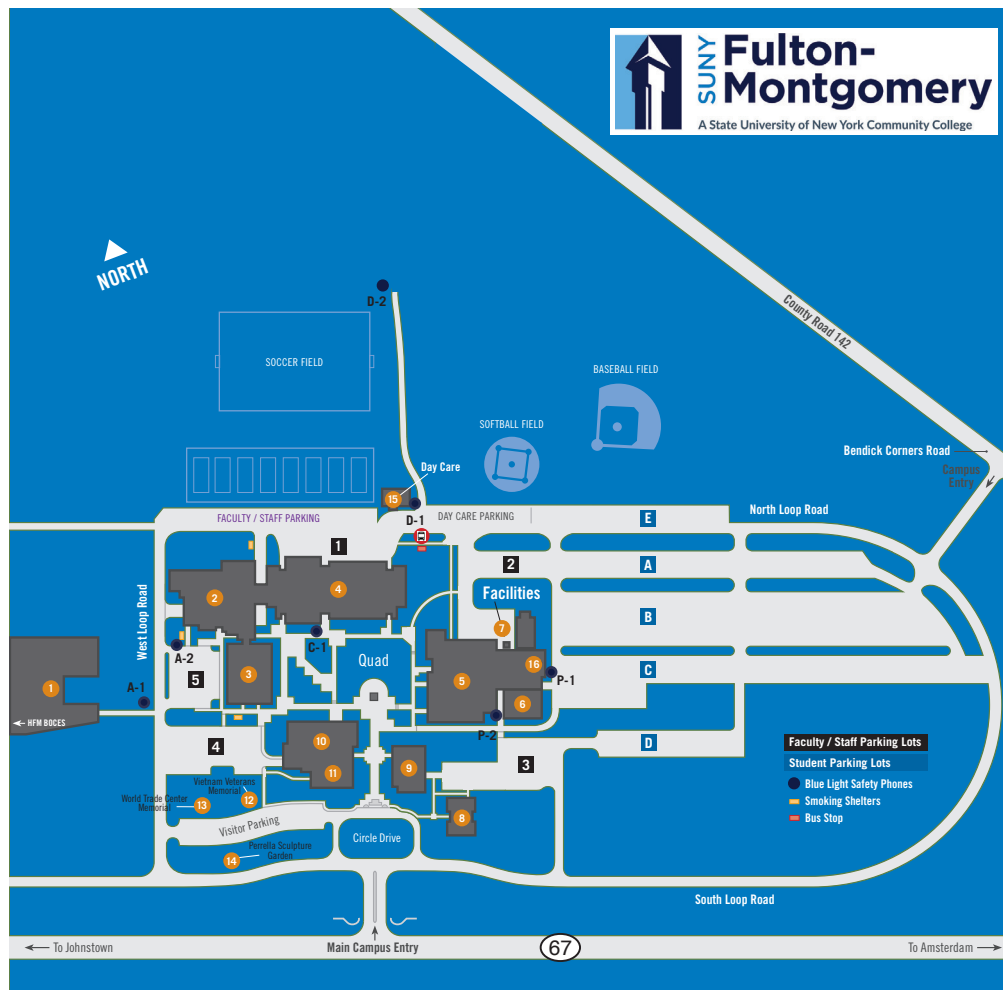 SUNY
Fulton-
Montgomery
A State University of New York Community College
NORTH
D-2
County Road 142
SOCCER FIELD
BASEBALL FIELD
SOFTBALL FIELD
Bendick Corners Road
Campus
Entry
Day Care
15
D-1
FACULTY / STAFF PARKING
DAY CARE PARKING
E
North Loop Road
1
2
A
West Loop Road
2
4
Facilities
7
B
C-1
A-2
Quad
5
3
5
16
C
P-1
1
A-1
6
HFM BOCES
P-2
10
4
D
Faculty / Staff Parking Lots
Student Parking Lots
Blue Light Safety Phones
Smoking Shelters
Bus Stop
11
9
3
Vietnam Veterans
Memorial
12
World Trade Center
Memorial
13
8
Visitor Parking
Circle Drive
Perrella Sculpture
Garden
14
South Loop Road
To Johnstown
Main Campus Entry
67
To Amsterdam